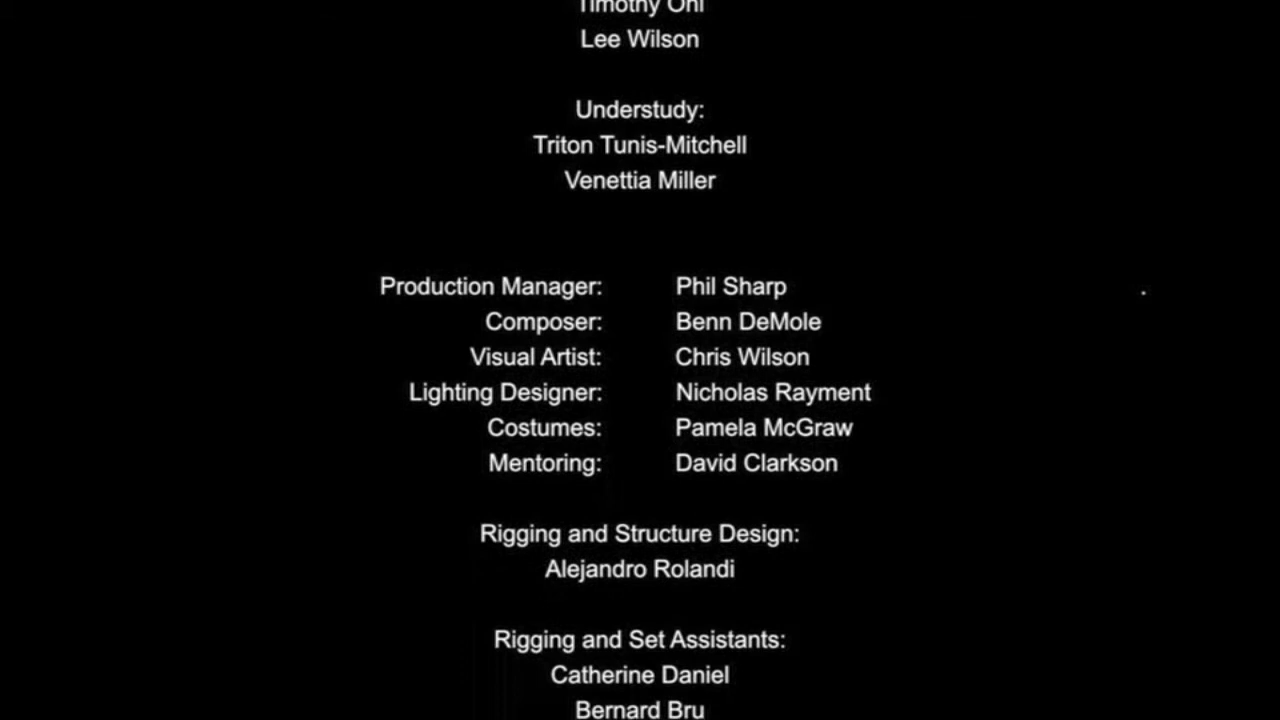 Timothy Ohl
Lee Wilson
Understudy:
Triton Tunis-Mitchell
Venettia Miller
Production Manager: Phil Sharp
Composer: Benn DeMole
Visual Artist: Chris Wilson
Lighting Designer: Nicholas Rayment
Costumes: Pamela McGraw
Mentoring: David Clarkson
Rigging and Structure Design:
Alejandro Rolandi
Rigging and Set Assistants:
Catherine Daniel
Bernard Bru